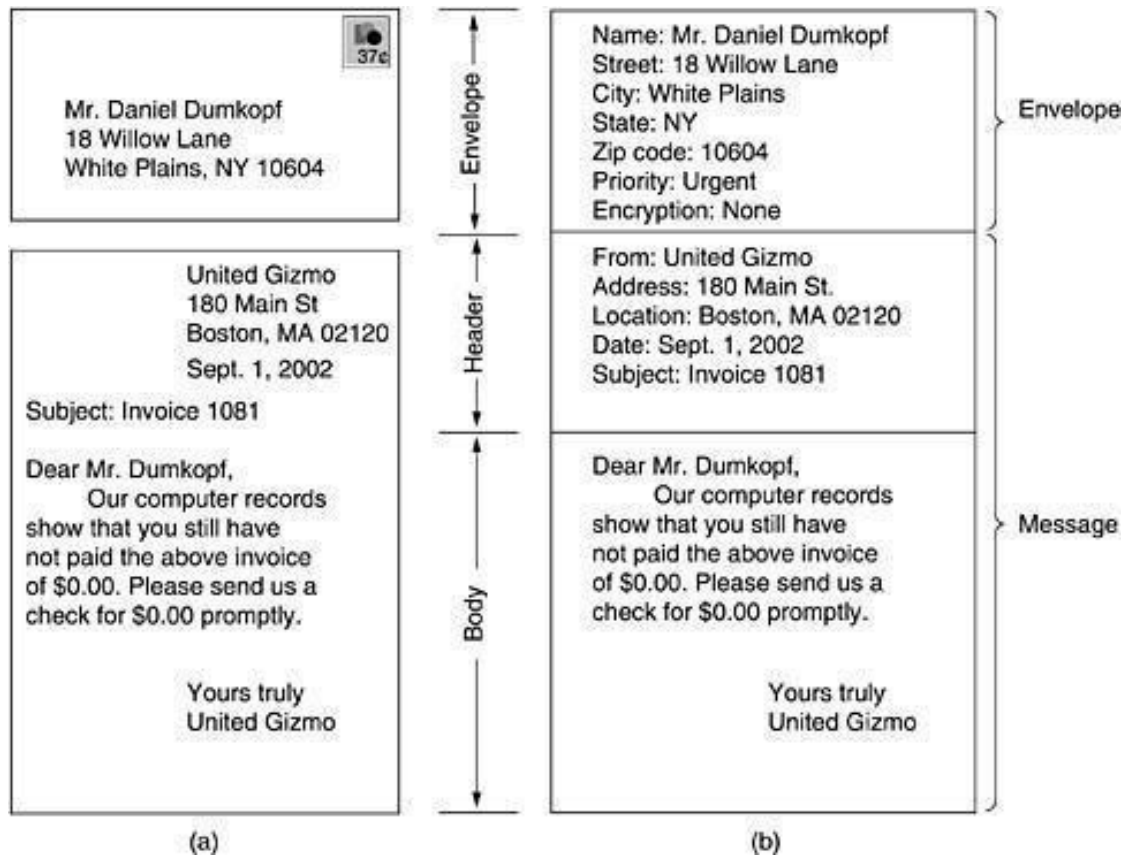 37¢
Mr. Daniel Dumkopf
18 Willow Lane
White Plains, NY 10604
United Gizmo
180 Main St
Boston, MA 02120
Sept. 1, 2002
Subject: Invoice 1081
Dear Mr. Dumkopf,
Our computer records
show that you still have
not paid the above invoice
of $0.00. Please send us a
check for $0.00 promptly.
Yours truly
United Gizmo
(a)
Envelope
Header
Body
Name: Mr. Daniel Dumkopf
Street: 18 Willow Lane
City: White Plains
State: NY
Zip code: 10604
Priority: Urgent
Encryption: None
From: United Gizmo
Address: 180 Main St.
Location: Boston, MA 02120
Date: Sept. 1, 2002
Subject: Invoice 1081
Dear Mr. Dumkopf,
Our computer records
show that you still have
not paid the above invoice
of $0.00. Please send us a
check for $0.00 promptly.
Yours truly
United Gizmo
(b)
Envelope
Message